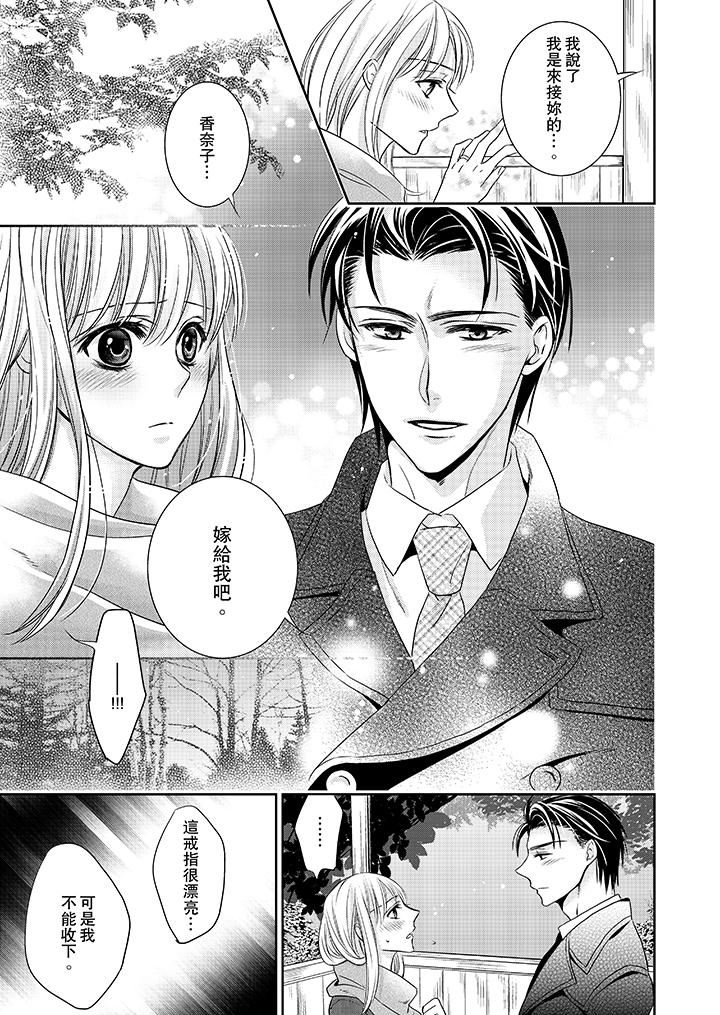 我說了
我是來接妳的…。
香奈子…
嫁給我吧。
——!!!
……
這戒指很漂亮…
可是我
不能收下。